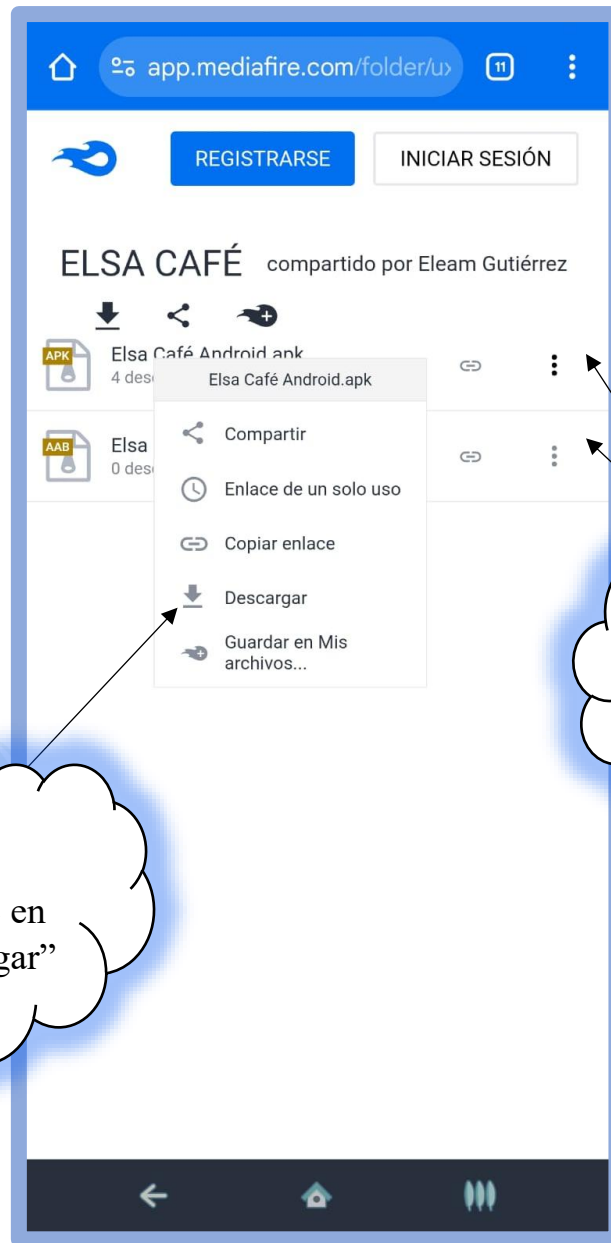 app.mediafire.com/folder/u
11
REGISTRARSE
INICIAR SESIÓN
ELSA CAFÉ compartido por Eleam Gutiérrez
APK
Elsa Café Android.apk
4 des
Elsa Café Android.apk
AAB
Elsa
0 des
Compartir
Enlace de un solo uso
Copiar enlace
Descargar
Guardar en Mis
archivos...
en
gar”